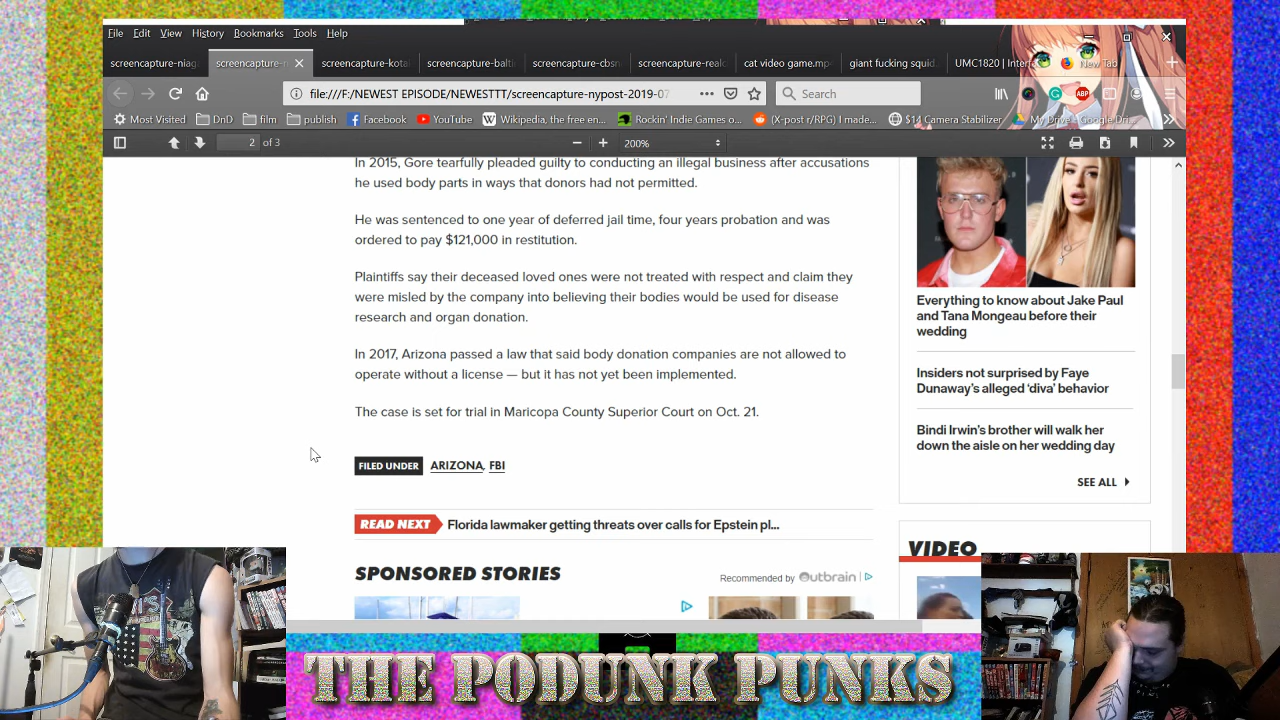 File Edit View History Bookmarks Tools Help
screencapture-niag screencapture-n screencapture-kota screencapture-balti screencapture-cbsn screencapture-realc cat video game.mp giant fucking squid. UMC1820 | Inter New Tab
file:///F:/NEWEST EPISODE/NEWESTTT/screencapture-nypost-2019-07 Search
Most Visited DnD film publish Facebook YouTube Wikipedia, the free en... Rockin' Indie Games o... (X-post r/RPG) I made... $14 Camera Stabilizer My Drive - Google Dri...
2 of 3 200%
In 2015, Gore tearfully pleaded guilty to conducting an illegal business after accusations
he used body parts in ways that donors had not permitted.
He was sentenced to one year of deferred jail time, four years probation and was
ordered to pay $121,000 in restitution.
Plaintiffs say their deceased loved ones were not treated with respect and claim they
were misled by the company into believing their bodies would be used for disease
research and organ donation.
In 2017, Arizona passed a law that said body donation companies are not allowed to
operate without a license — but it has not yet been implemented.
The case is set for trial in Maricopa County Superior Court on Oct. 21.
FILED UNDER ARIZONA, FBI
READ NEXT Florida lawmaker getting threats over calls for Epstein pl...
SPONSORED STORIES
Recommended by Outbrain
Everything to know about Jake Paul
and Tana Mongeau before their
wedding
Insiders not surprised by Faye
Dunaway's alleged 'diva' behavior
Bindi Irwin's brother will walk her
down the aisle on her wedding day
SEE ALL
VIDEO
THE PODUNK PUNKS